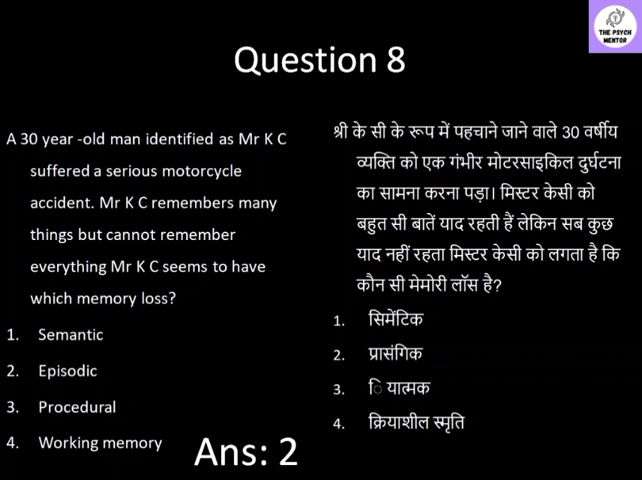 THE PSYCH
MENTOR
Question 8
A 30 year -old man identified as Mr K C
suffered a serious motorcycle
accident. Mr K C remembers many
things but cannot remember
everything Mr K C seems to have
which memory loss?
1. Semantic
2. Episodic
3. Procedural
4. Working memory
Ans: 2
श्री के सी के रूप में पहचाने जाने वाले 30 वर्षीय
व्यक्ति को एक गंभीर मोटरसाइकिल दुर्घटना
का सामना करना पड़ा। मिस्टर केसी को
बहुत सी बातें याद रहती हैं लेकिन सब कुछ
याद नहीं रहता मिस्टर केसी को लगता है कि
कौन सी मेमोरी लॉस है?
1. सिमेंटिक
2. प्रासंगिक
3. ि यात्मक
4. क्रियाशील स्मृति